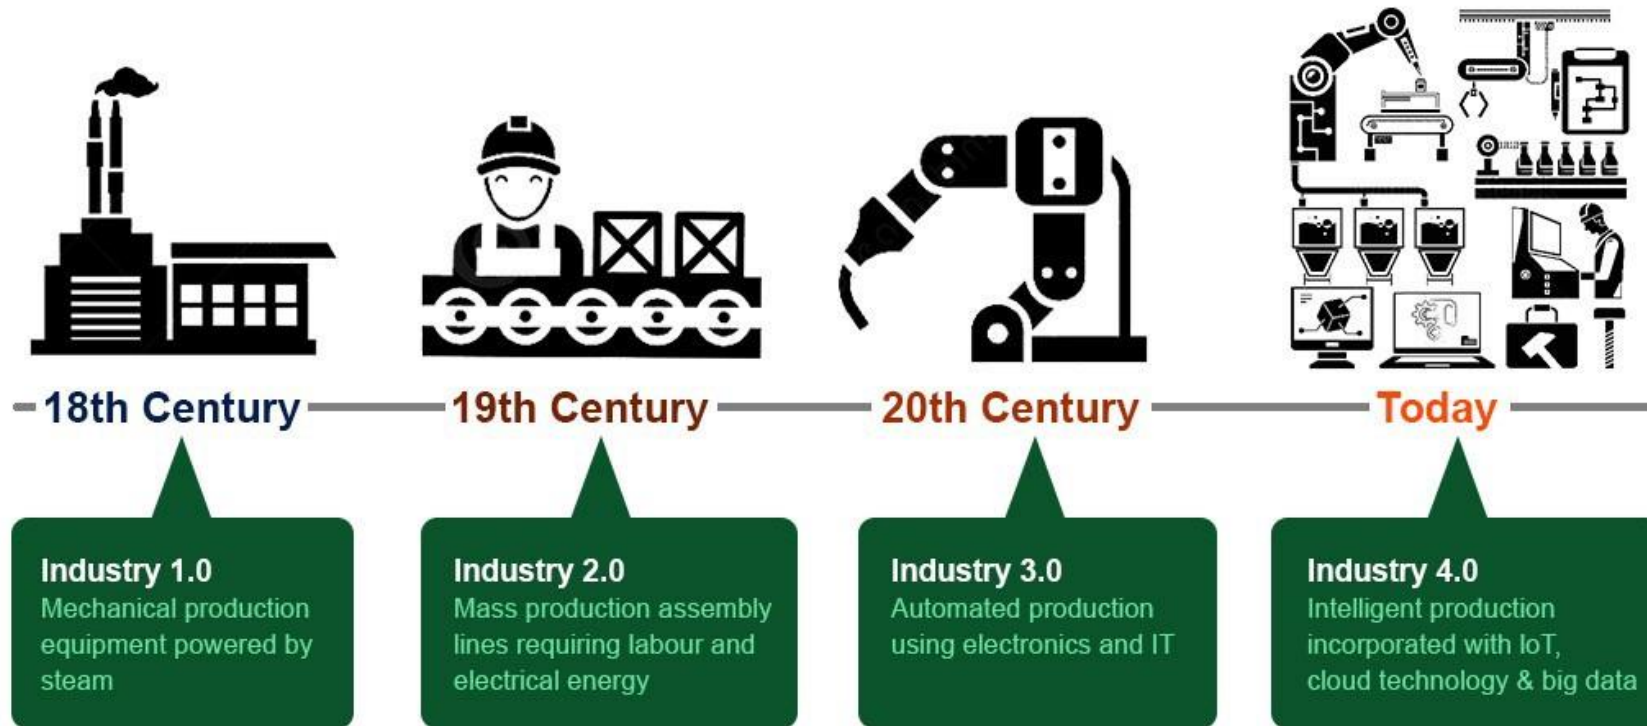 18th Century
19th Century
20th Century
Today
Industry 1.0
Mechanical production
equipment powered by
steam
Industry 2.0
Mass production assembly
lines requiring labour and
electrical energy
Industry 3.0
Automated production
using electronics and IT
Industry 4.0
Intelligent production
incorporated with IoT,
cloud technology & big data